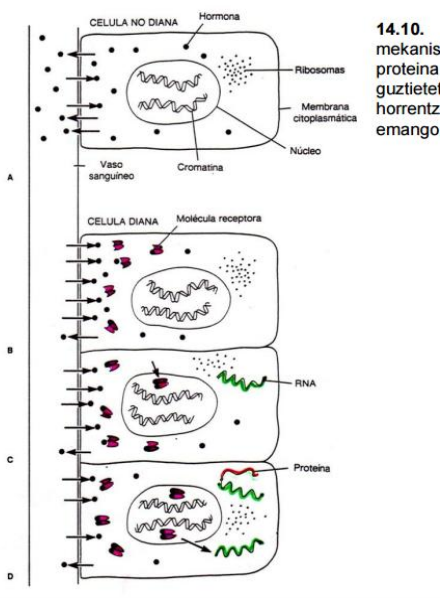 CELULA NO DIANA
Hormona
Ribosomas
Membrana
citoplasmática
Núcleo
Cromatina
Vaso
sanguíneo
A
CELULA DIANA
Molécula receptora
B
RNA
C
Proteína
D
14.10.
mekanis
proteina
guztietef
horrentz
emango